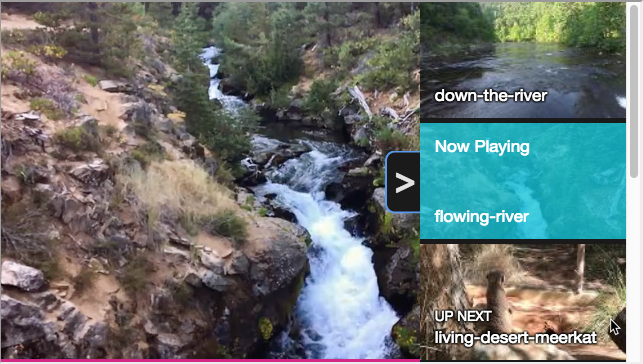 down-the-river
>
Now Playing
flowing-river
UP NEXT
living-desert-meerkat